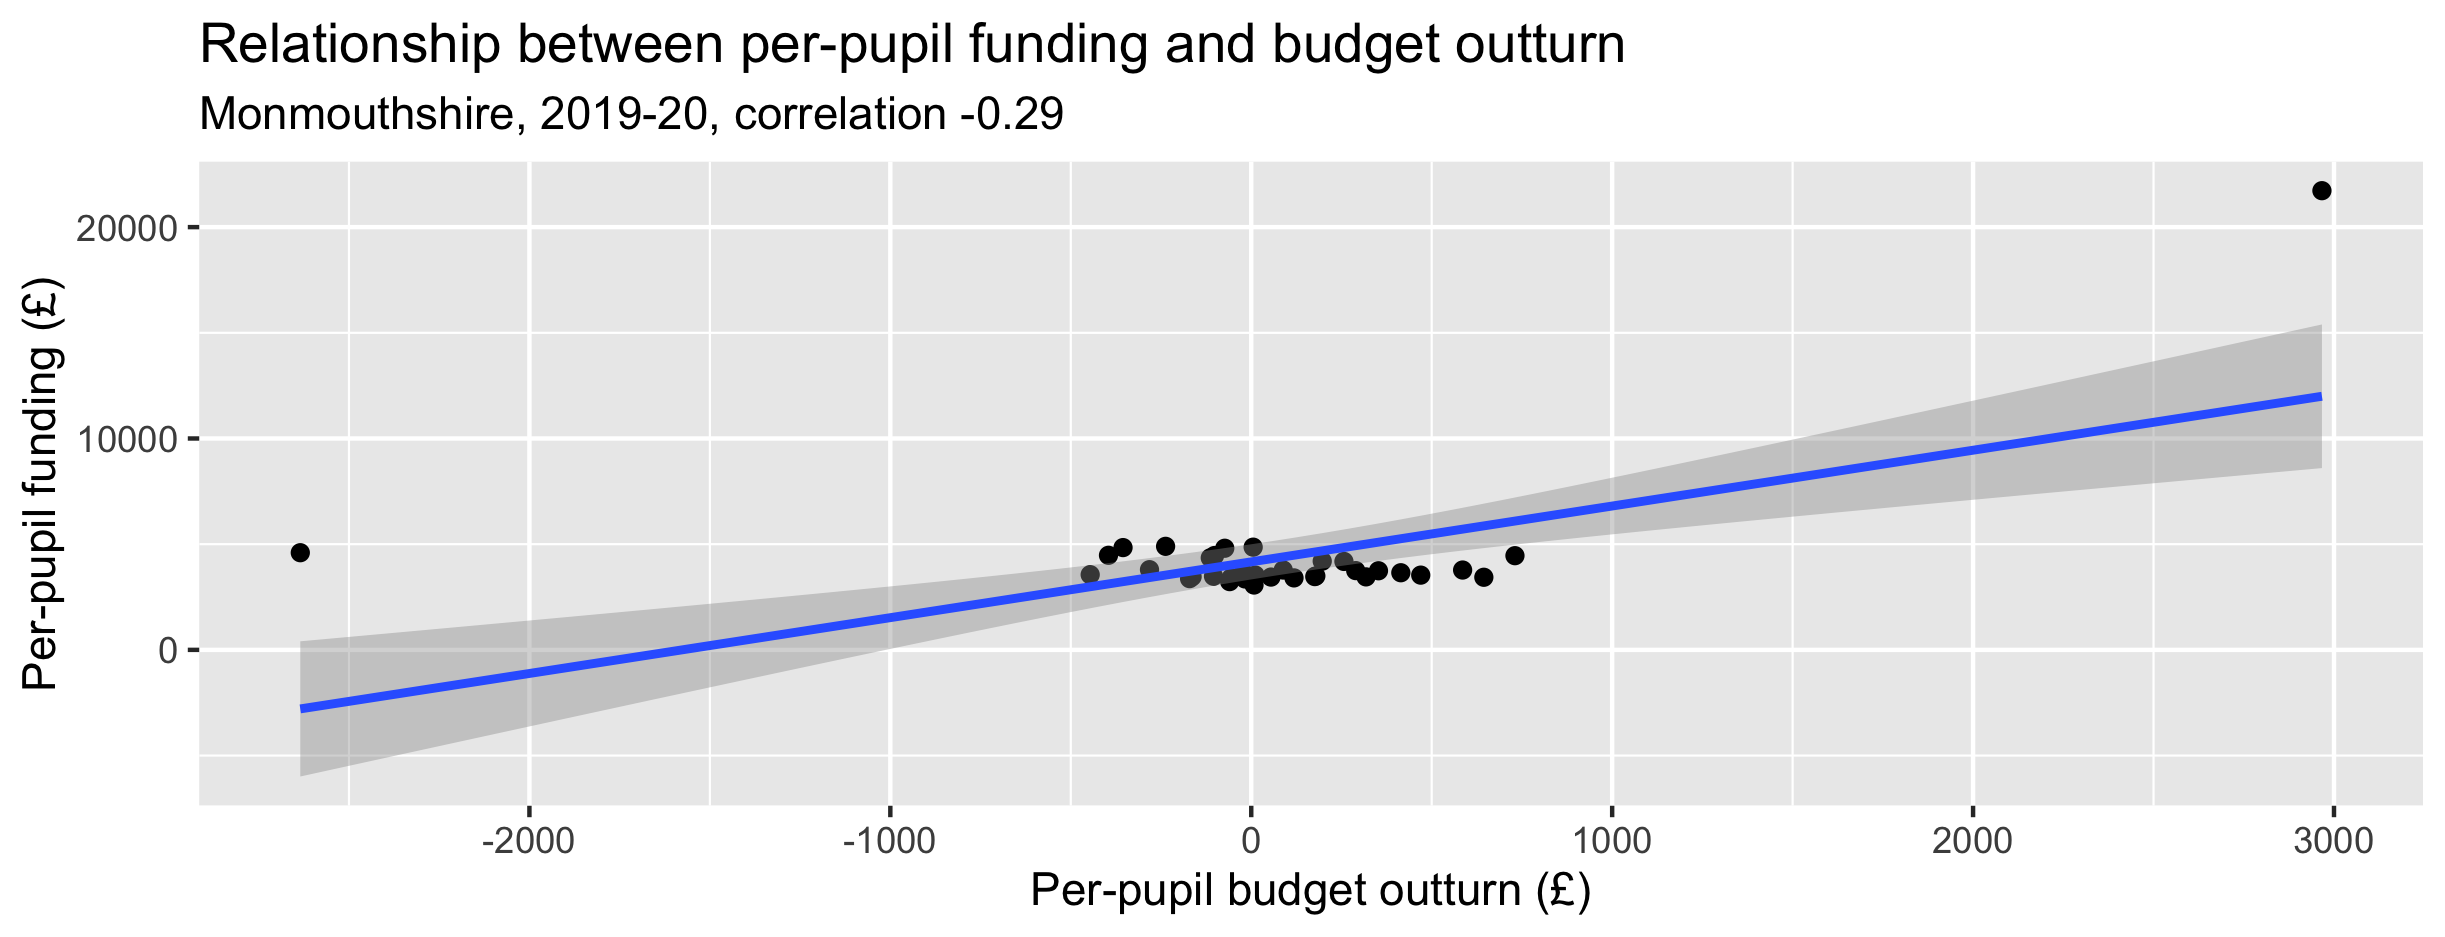 Relationship between per-pupil funding and budget outturn
Monmouthshire, 2019-20, correlation -0.29
Per-pupil funding (£)
20000
10000
0
-2000
-1000
0
1000
2000
3000
Per-pupil budget outturn (£)